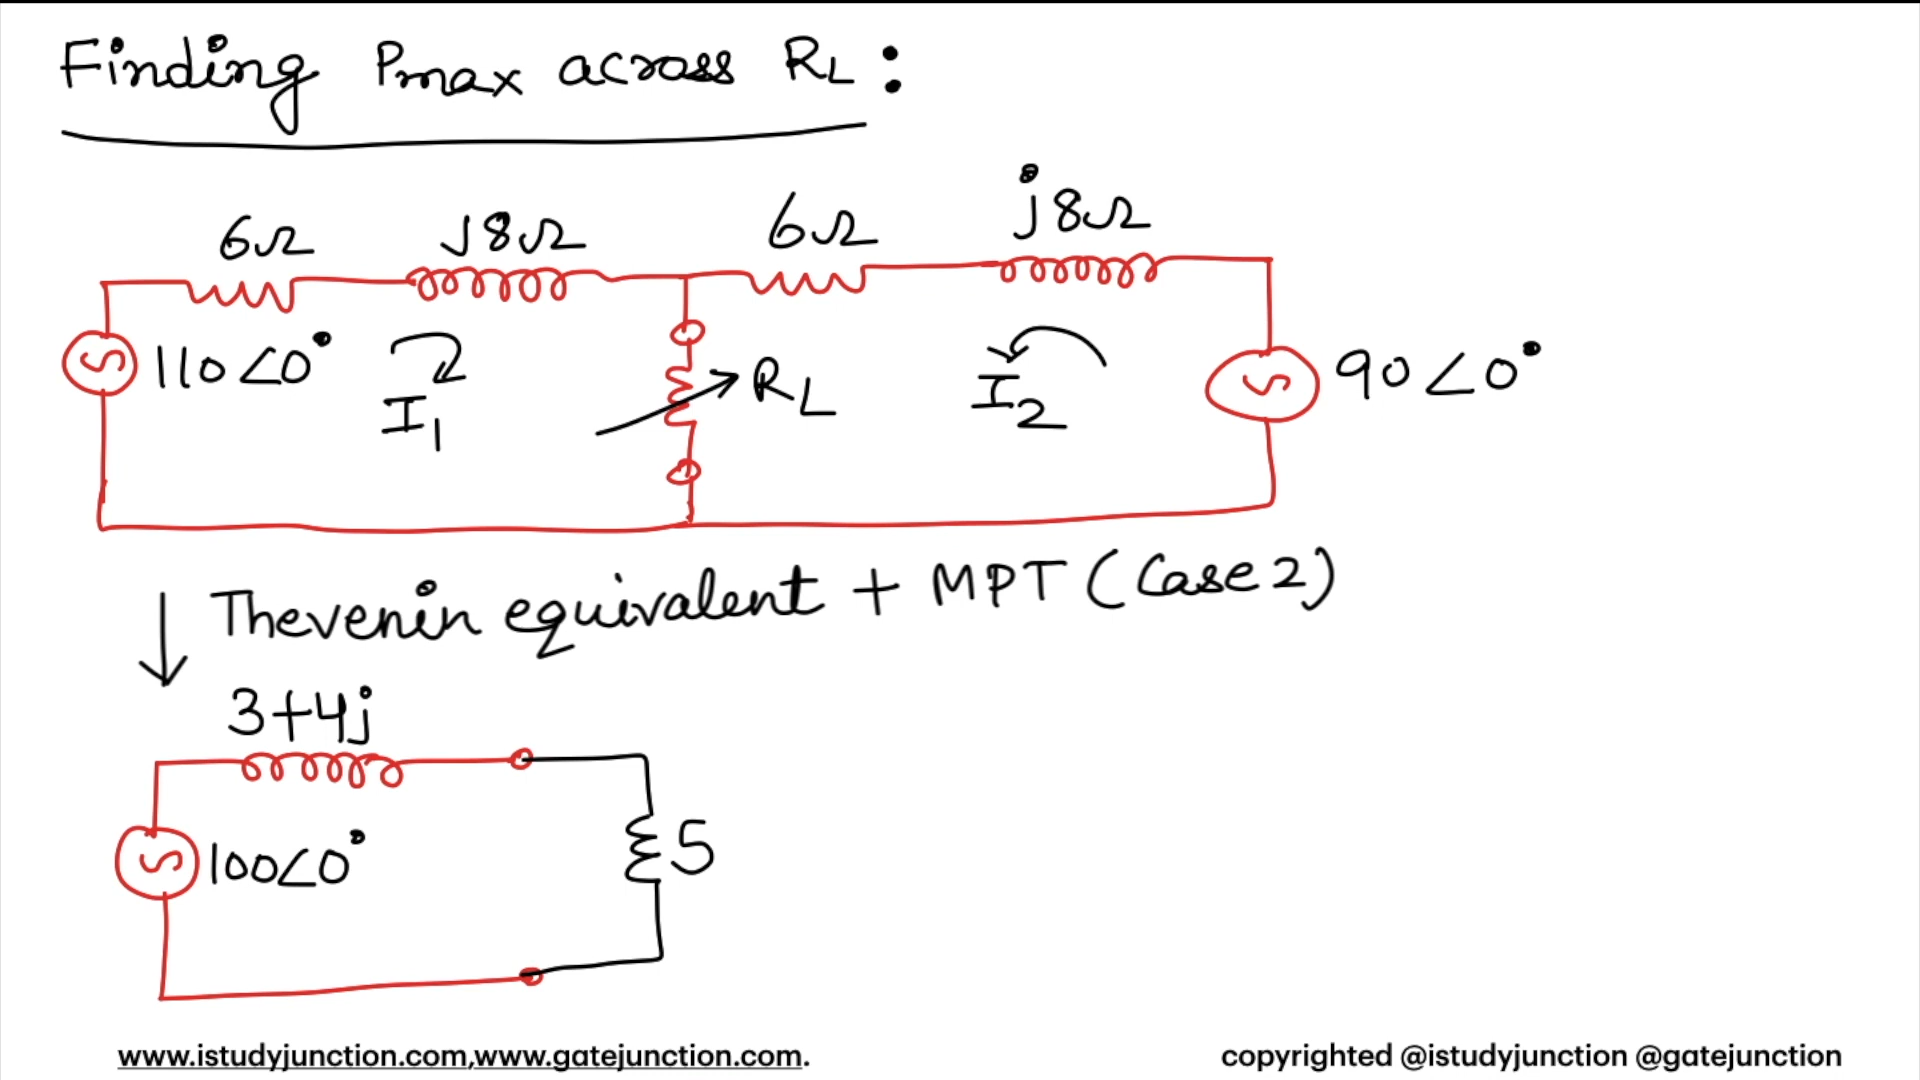 Finding Pmax across RL :
6Ω j8Ω 6Ω j8Ω
110∠0° I1 RL I2 90∠0°
↓ Thevenin equivalent + MPT (Case 2)
3+4j
100∠0° 5
www.istudyjunction.com,www.gatejunction.com.
copyrighted @istudyjunction @gatejunction